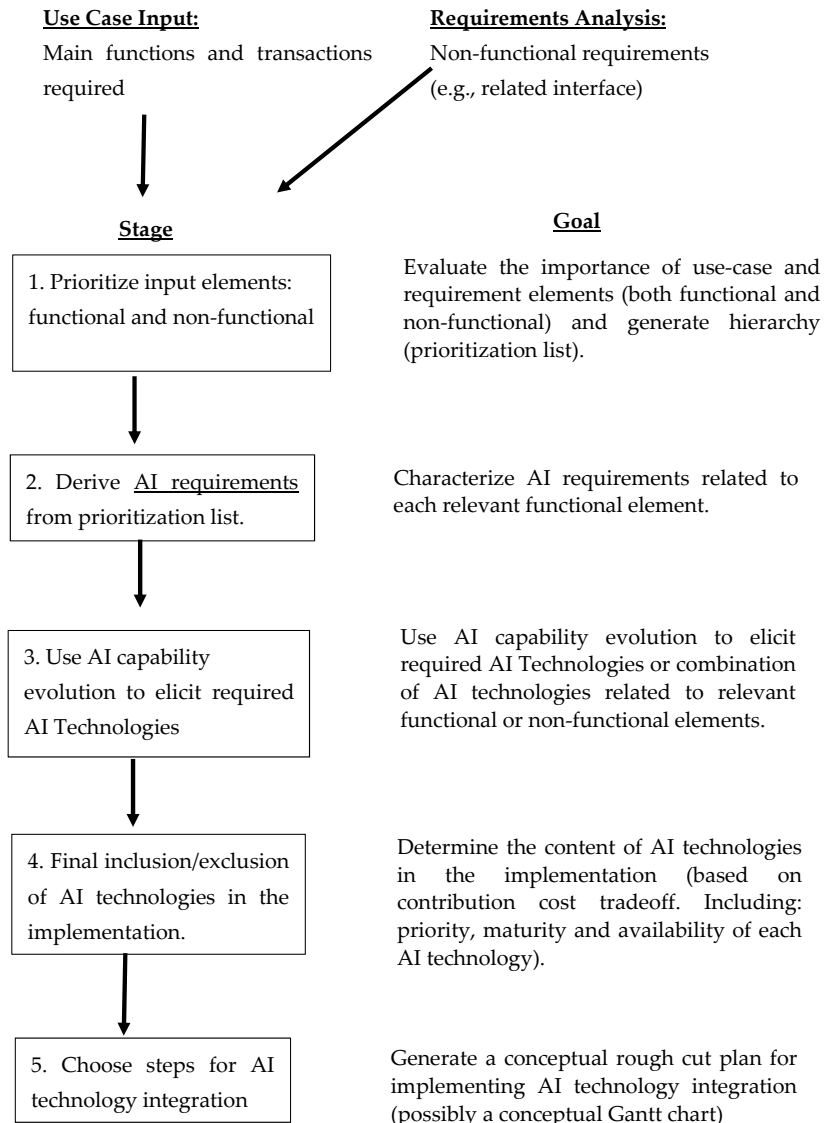 Use Case Input:
Main functions and transactions
required
Requirements Analysis:
Non-functional requirements
(e.g., related interface)
Stage
Goal
1. Prioritize input elements:
functional and non-functional
Evaluate the importance of use-case and
requirement elements (both functional and
non-functional) and generate hierarchy
(prioritization list).
2. Derive AI requirements
from prioritization list.
Characterize AI requirements related to
each relevant functional element.
3. Use AI capability
evolution to elicit required
AI Technologies
Use AI capability evolution to elicit
required AI Technologies or combination
of AI technologies related to relevant
functional or non-functional elements.
4. Final inclusion/exclusion
of AI technologies in the
implementation.
Determine the content of AI technologies
in the implementation (based on
contribution cost tradeoff. Including:
priority, maturity and availability of each
AI technology).
5. Choose steps for AI
technology integration
Generate a conceptual rough cut plan for
implementing AI technology integration
(possibly a conceptual Gantt chart)